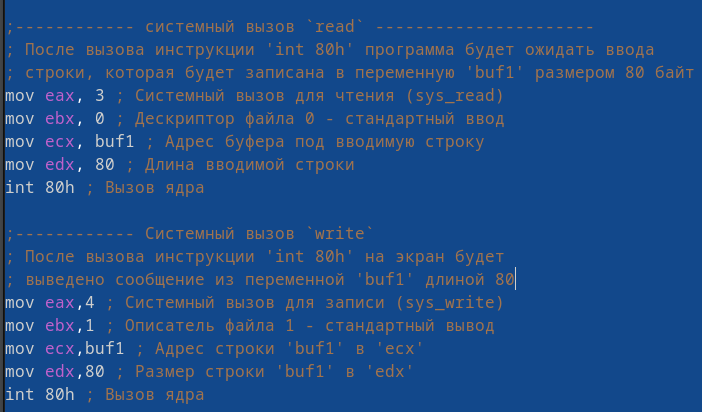 ;------------ системный вызов `read` ----------------------
; После вызова инструкции 'int 80h' программа будет ожидать ввода
; строки, которая будет записана в переменную 'buf1' размером 80 байт
mov eax, 3 ; Системный вызов для чтения (sys_read)
mov ebx, 0 ; Дескриптор файла 0 - стандартный ввод
mov ecx, buf1 ; Адрес буфера под вводимую строку
mov edx, 80 ; Длина вводимой строки
int 80h ; Вызов ядра
;------------ Системный вызов `write`
; После вызова инструкции 'int 80h' на экран будет
; выведено сообщение из переменной 'buf1' длиной 80
mov eax,4 ; Системный вызов для записи (sys_write)
mov ebx,1 ; Описатель файла 1 - стандартный вывод
mov ecx,buf1 ; Адрес строки 'buf1' в 'ecx'
mov edx,80 ; Размер строки 'buf1' в 'edx'
int 80h ; Вызов ядра